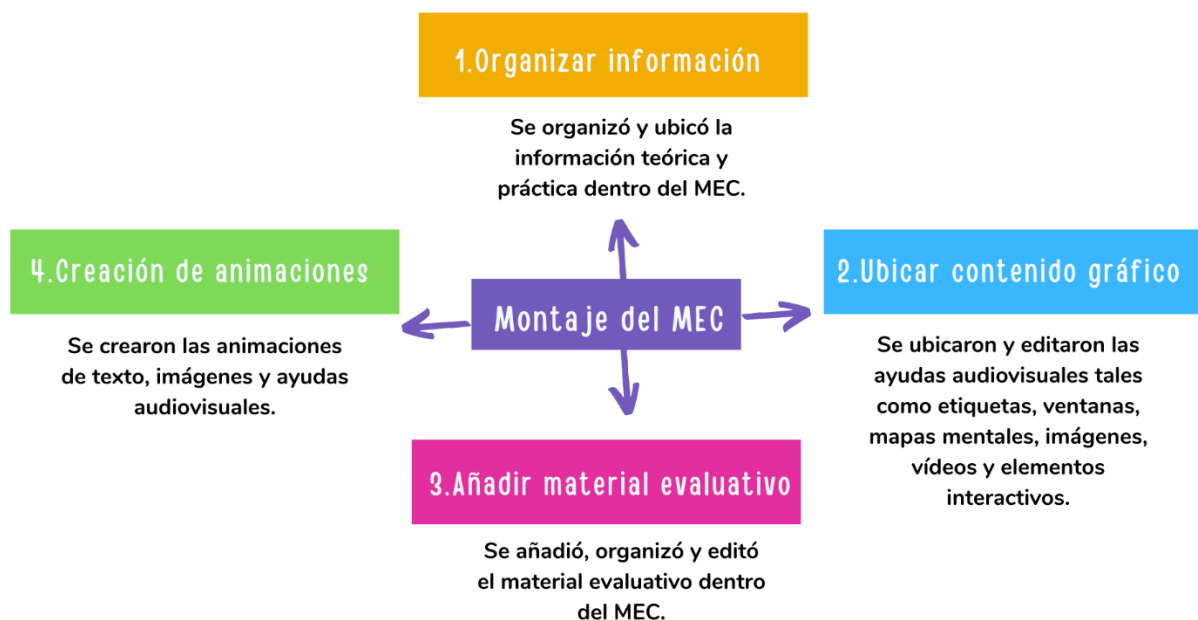 1.Organizar información
Se organizó y ubicó la
información teórica y
práctica dentro del MEC.
4.Creación de animaciones
Se crearon las animaciones
de texto, imágenes y ayudas
audiovisuales.
Montaje del MEC
2.Ubicar contenido gráfico
Se ubicaron y editaron las
ayudas audiovisuales tales
como etiquetas, ventanas,
mapas mentales, imágenes,
vídeos y elementos
interactivos.
3.Añadir material evaluativo
Se añadió, organizó y editó
el material evaluativo dentro
del MEC.